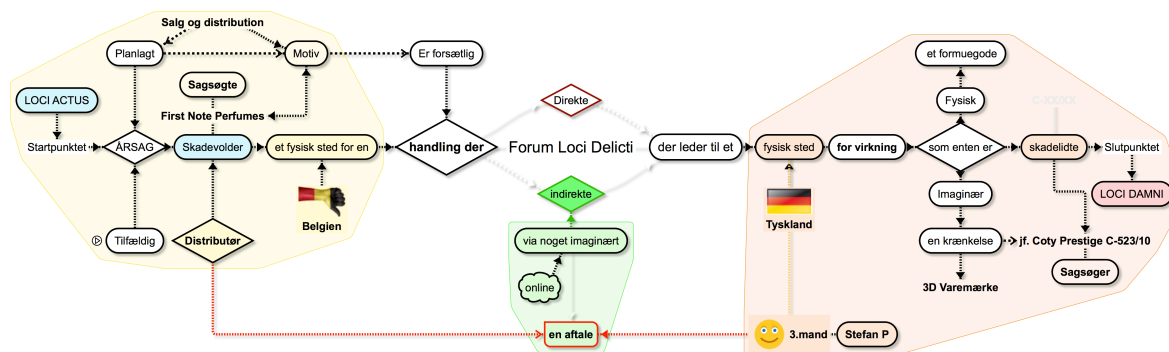 Salg og distribution
Planlagt
Motiv
Er forsætlig
et formuegode
Sagsøgte
Direkte
Fysisk
LOCI ACTUS
C-XX/XX
First Note Perfumes
Startpunktet
ÅRSAG
Skadevolder
et fysisk sted for en
handling der
Forum Loci Delicti
der leder til et
fysisk sted
for virkning
som enten er
skadelidte
Slutpunktet
indirekte
Imaginær
LOCI DAMNI
Belgien
Tyskland
Tilfældig
Distributør
via noget imaginært
en krænkelse
jf. Coty Prestige C-523/10
Sagsøger
online
3D Varemærke
en aftale
3.mand
Stefan P